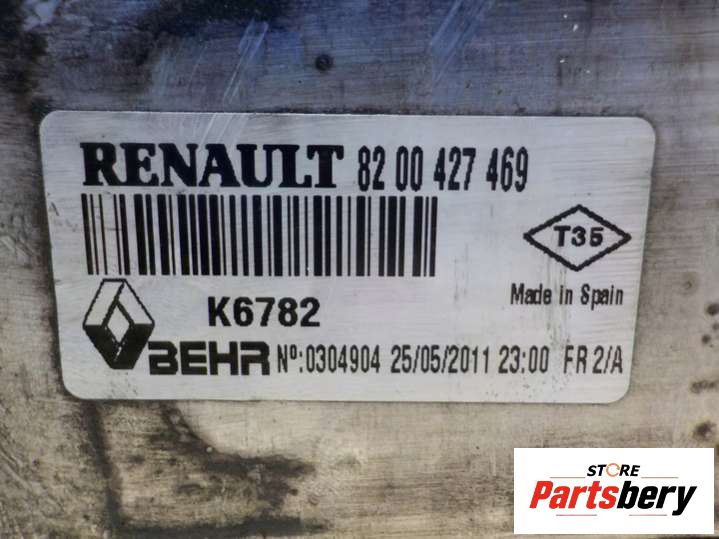 RENAULT 82 00 427 469
T35
Made in Spain
K6782
BEHR Nº:0304904 25/05/2011 23:00 FR 2/A
STORE
Partsbery